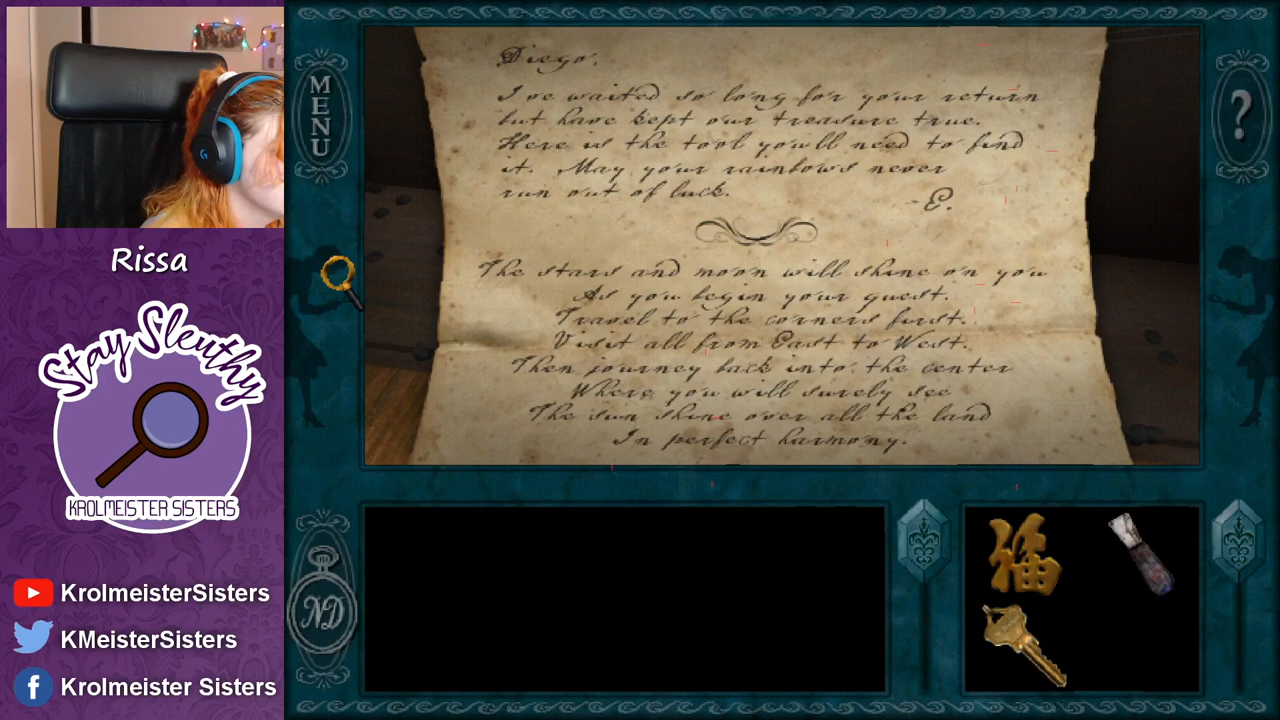 Rissa
Stay Sleuthy
KROLMEISTER SISTERS
KrolmeisterSisters
KMeisterSisters
Krolmeister Sisters
MENU
?
Diego,
I've waited so long for your return
but have kept our treasure true.
Here is the tool you'll need to find
it. May your rainbows never
run out of luck.
-E.
The stars and moon will shine on you
As you begin your quest.
Travel to the corners first.
Visit all from East to West.
Then journey back into the center
Where you will surely see
The sun shine over all the land
In perfect harmony.
ND
福